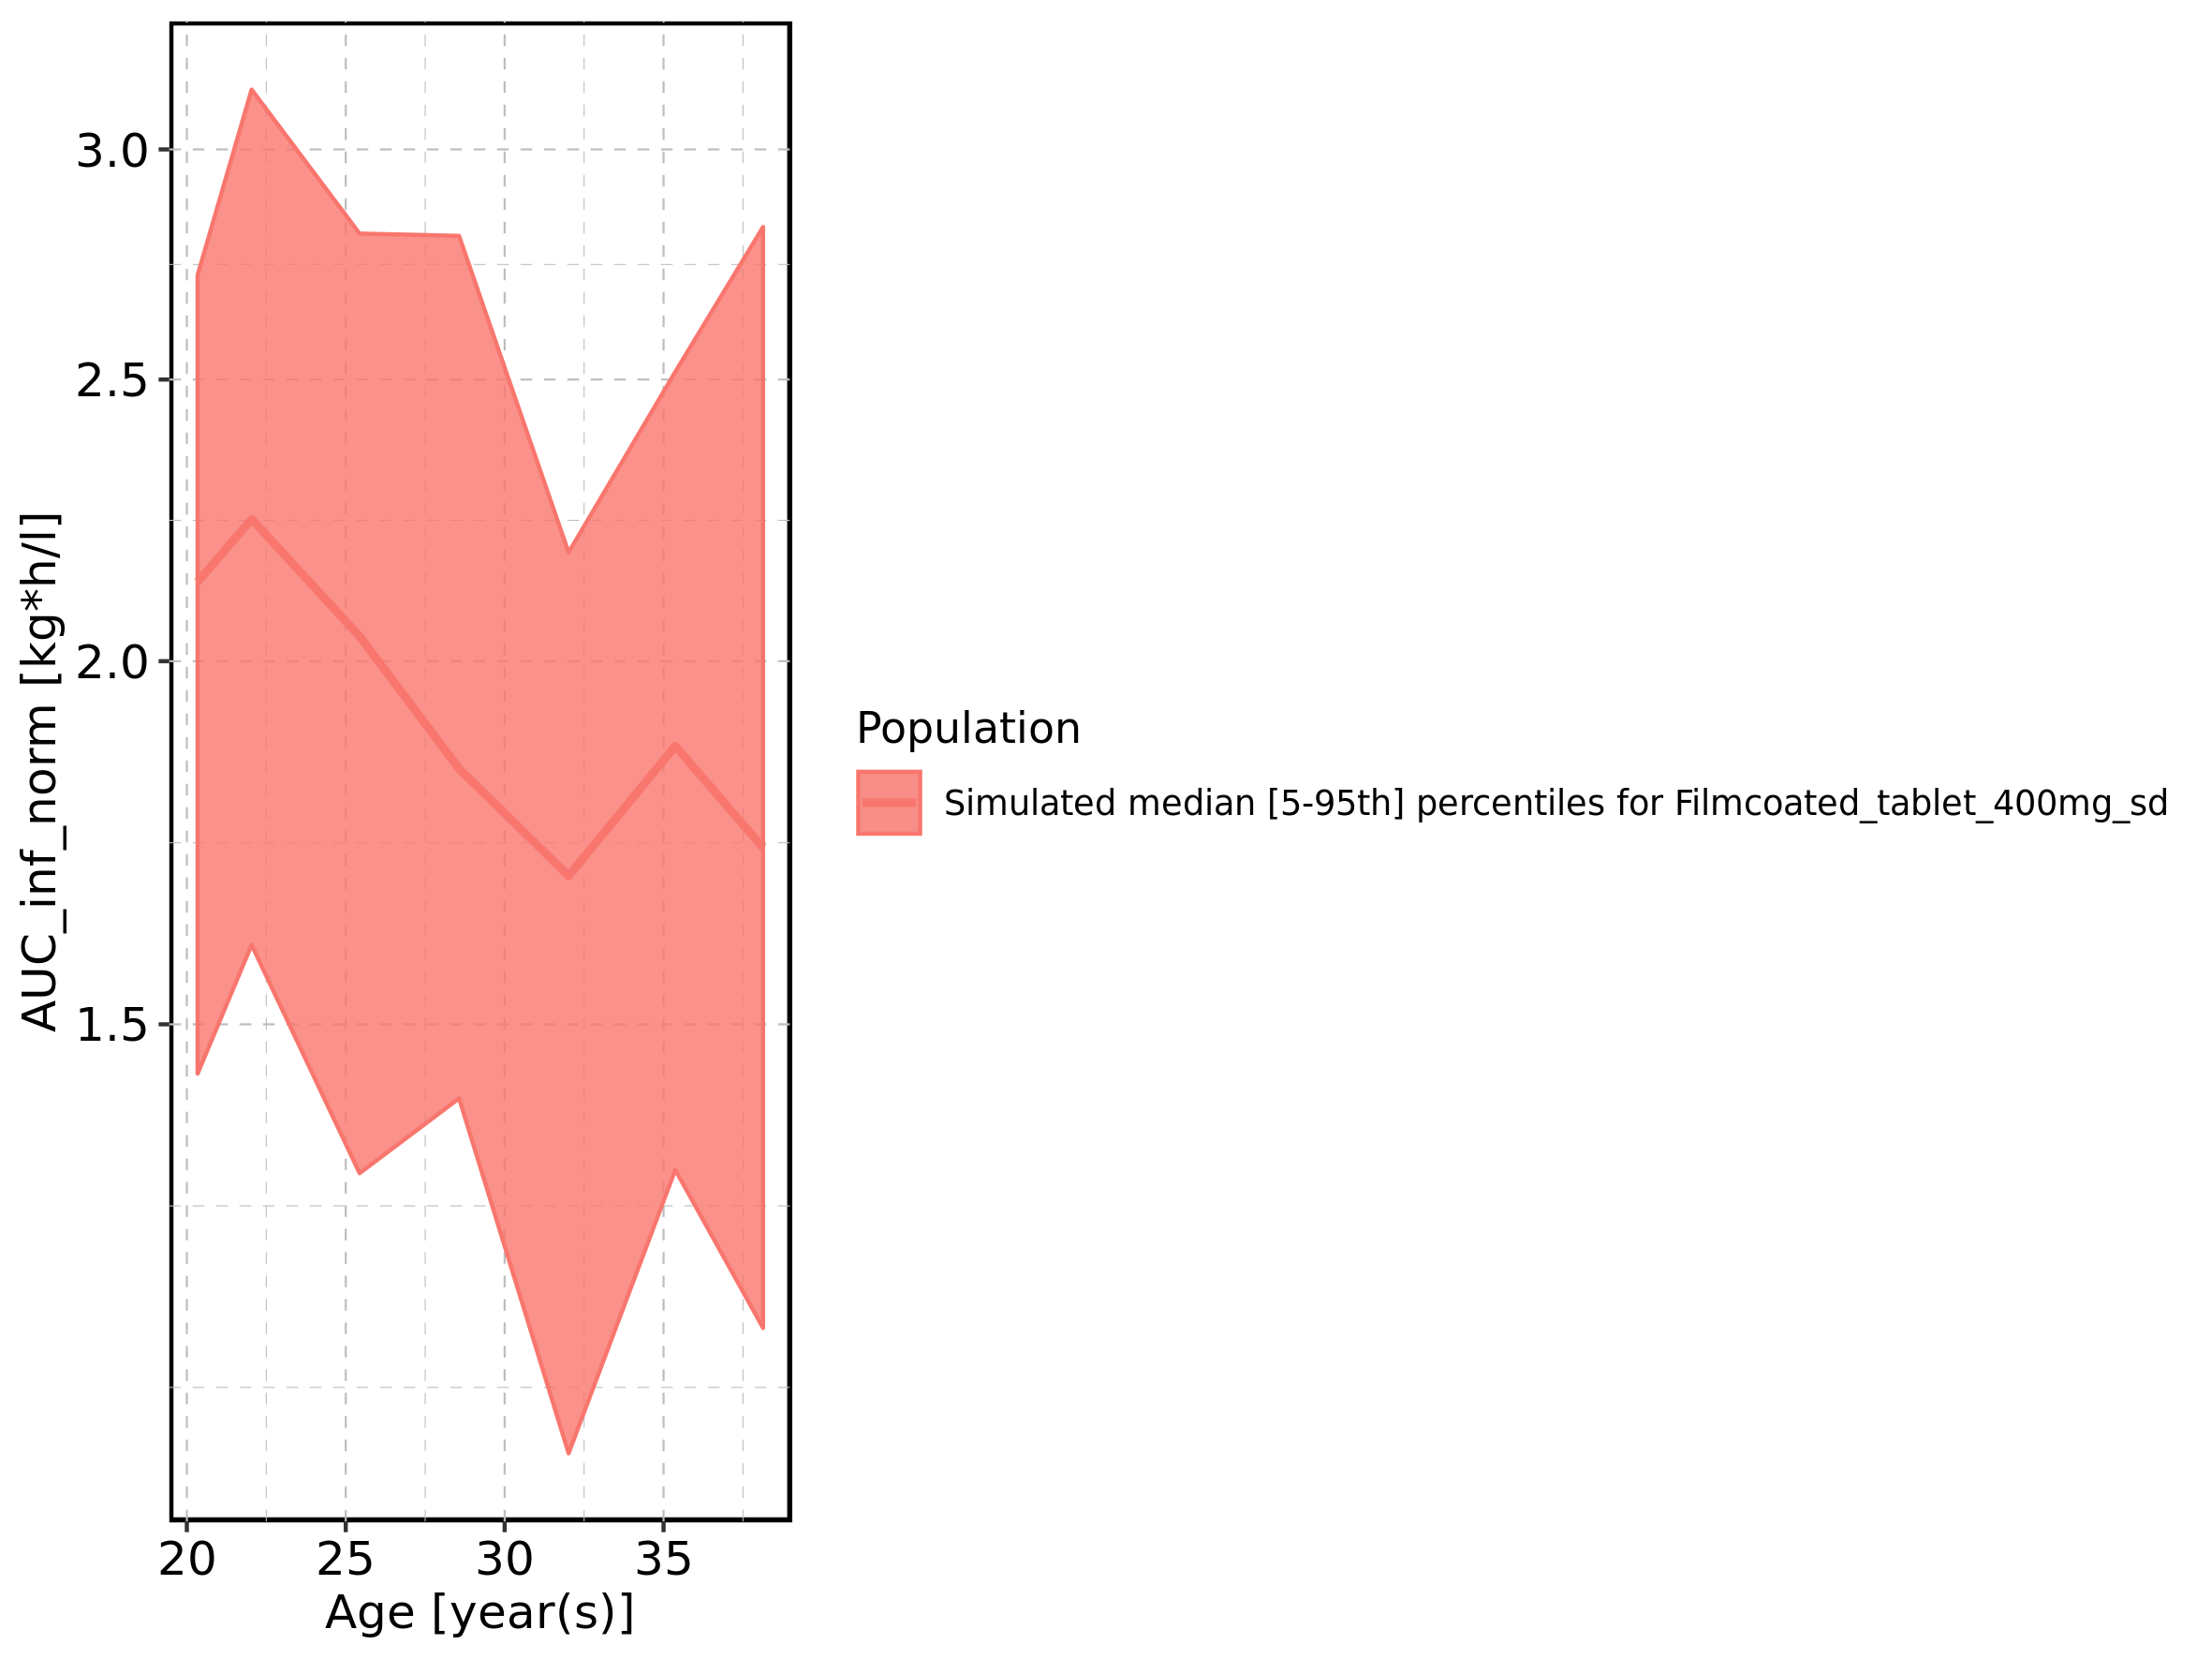 3.0
2.5
2.0
1.5
AUC_inf_norm [kg*h/l]
20 25 30 35
Age [year(s)]
Population
Simulated median [5-95th] percentiles for Filmcoated_tablet_400mg_sd